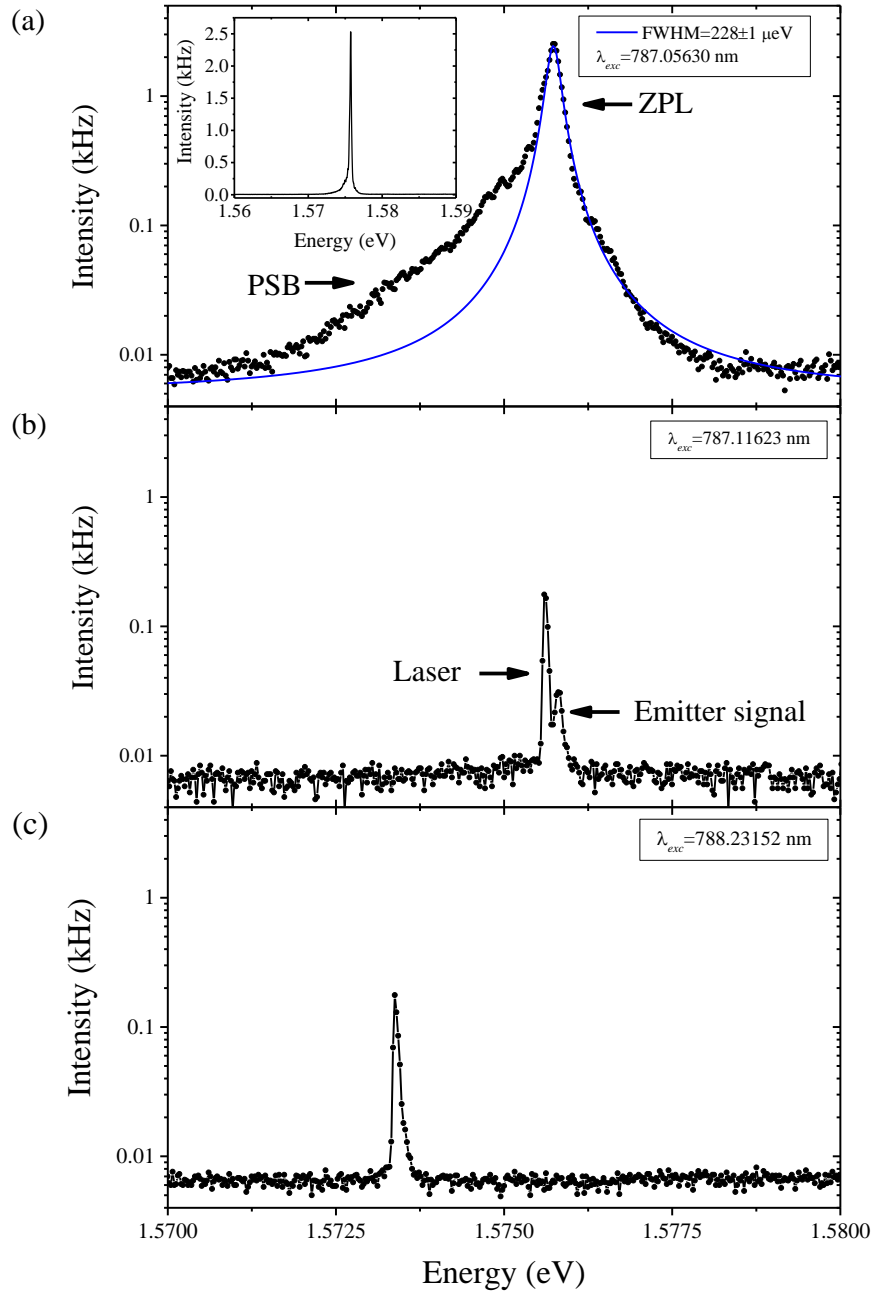 (a)
2.5
2.0
1.5
1.0
0.5
0.0
Intensity (kHz)
1.56 1.57 1.58 1.59
Energy (eV)
FWHM=228±1 μeV
λexc=787.05630 nm
ZPL
PSB
1
0.1
0.01
Intensity (kHz)
(b)
λexc=787.11623 nm
Laser
Emitter signal
1
0.1
0.01
Intensity (kHz)
(c)
λexc=788.23152 nm
1
0.1
0.01
Intensity (kHz)
1.5700 1.5725 1.5750 1.5775 1.5800
Energy (eV)